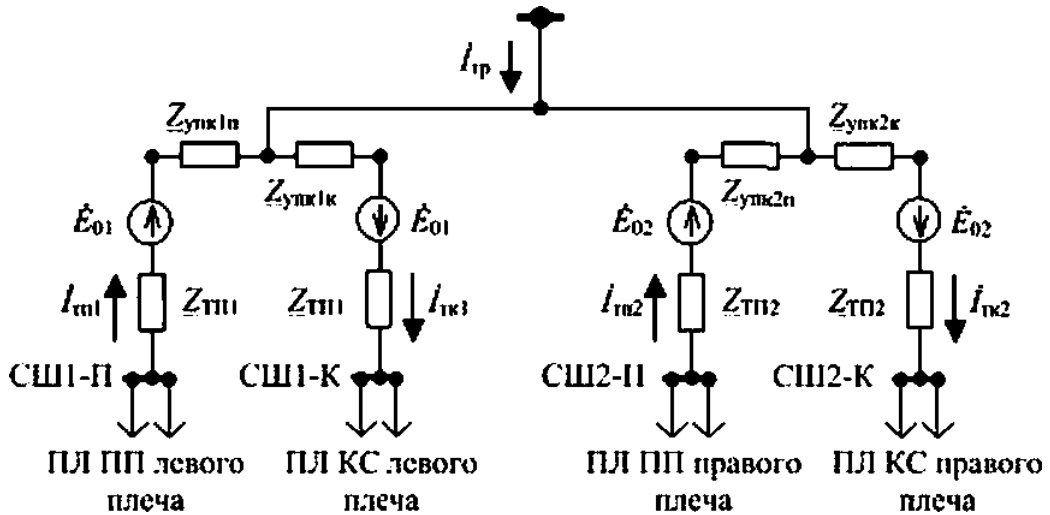 İтр
Zупк1п
Zупк2к
Zупк1к
Zупк2п
Ė01
Ė01
Ė02
Ė02
İтп1
ZТП1
ZТП1
İтк3
İтп2
ZТП2
ZТП2
İтк2
СШ1-П
СШ1-К
СШ2-П
СШ2-К
ПЛ ПП левого
плеча
ПЛ КС левого
плеча
ПЛ ПП правого
плеча
ПЛ КС правого
плеча